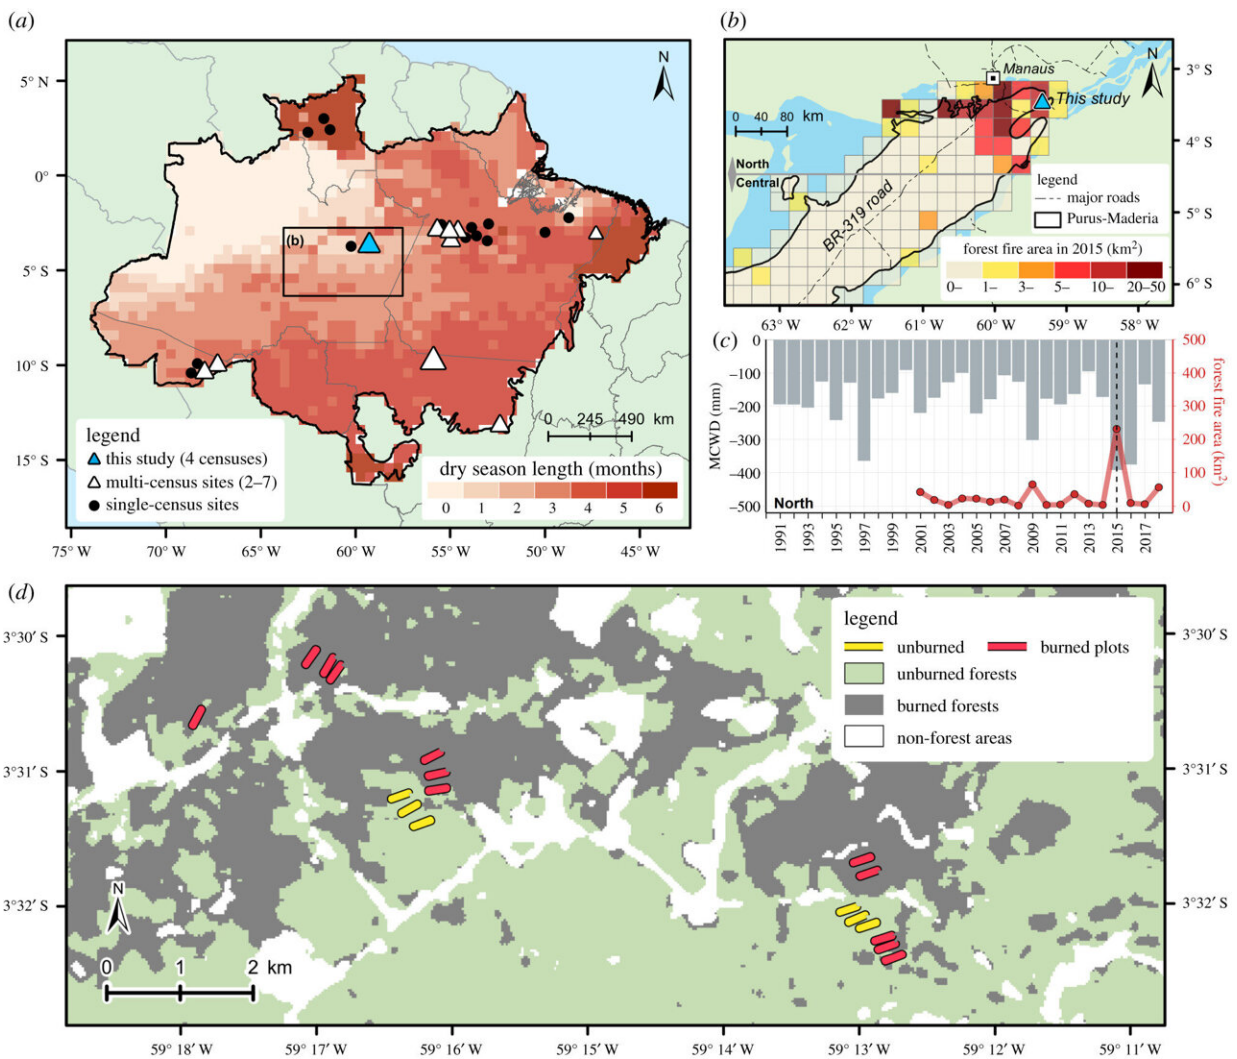 (a)
5° N
0°
5° S
10° S
15° S
N
(b)
0 245 490 km
legend
this study (4 censuses)
multi-census sites (2–7)
single-census sites
dry season length (months)
0 1 2 3 4 5 6
75° W 70° W 65° W 60° W 55° W 50° W 45° W
(b)
Manaus
This study
N
0 40 80 km
North
Central
BR-319 road
legend
major roads
Purus-Maderia
forest fire area in 2015 (km²)
0– 1– 3– 5– 10– 20–50
3° S
4° S
5° S
6° S
63° W 62° W 61° W 60° W 58° W 57° W
(c)
MCWD (mm)
0
–100
–200
–300
–400
–500
North
500
400
300
200
100
0
forest fire area (km²)
1991 1993 1995 1997 1999 2001 2003 2005 2007 2009 2011 2013 2015 2017
(d)
3°30′ S
3°31′ S
3°32′ S
N
0 1 2 km
legend
unburned burned plots
unburned forests
burned forests
non-forest areas
3°30′ S
3°31′ S
3°32′ S
59°18′ W 59°17′ W 59°16′ W 59°15′ W 59°14′ W 59°13′ W 59°12′ W 59°11′ W